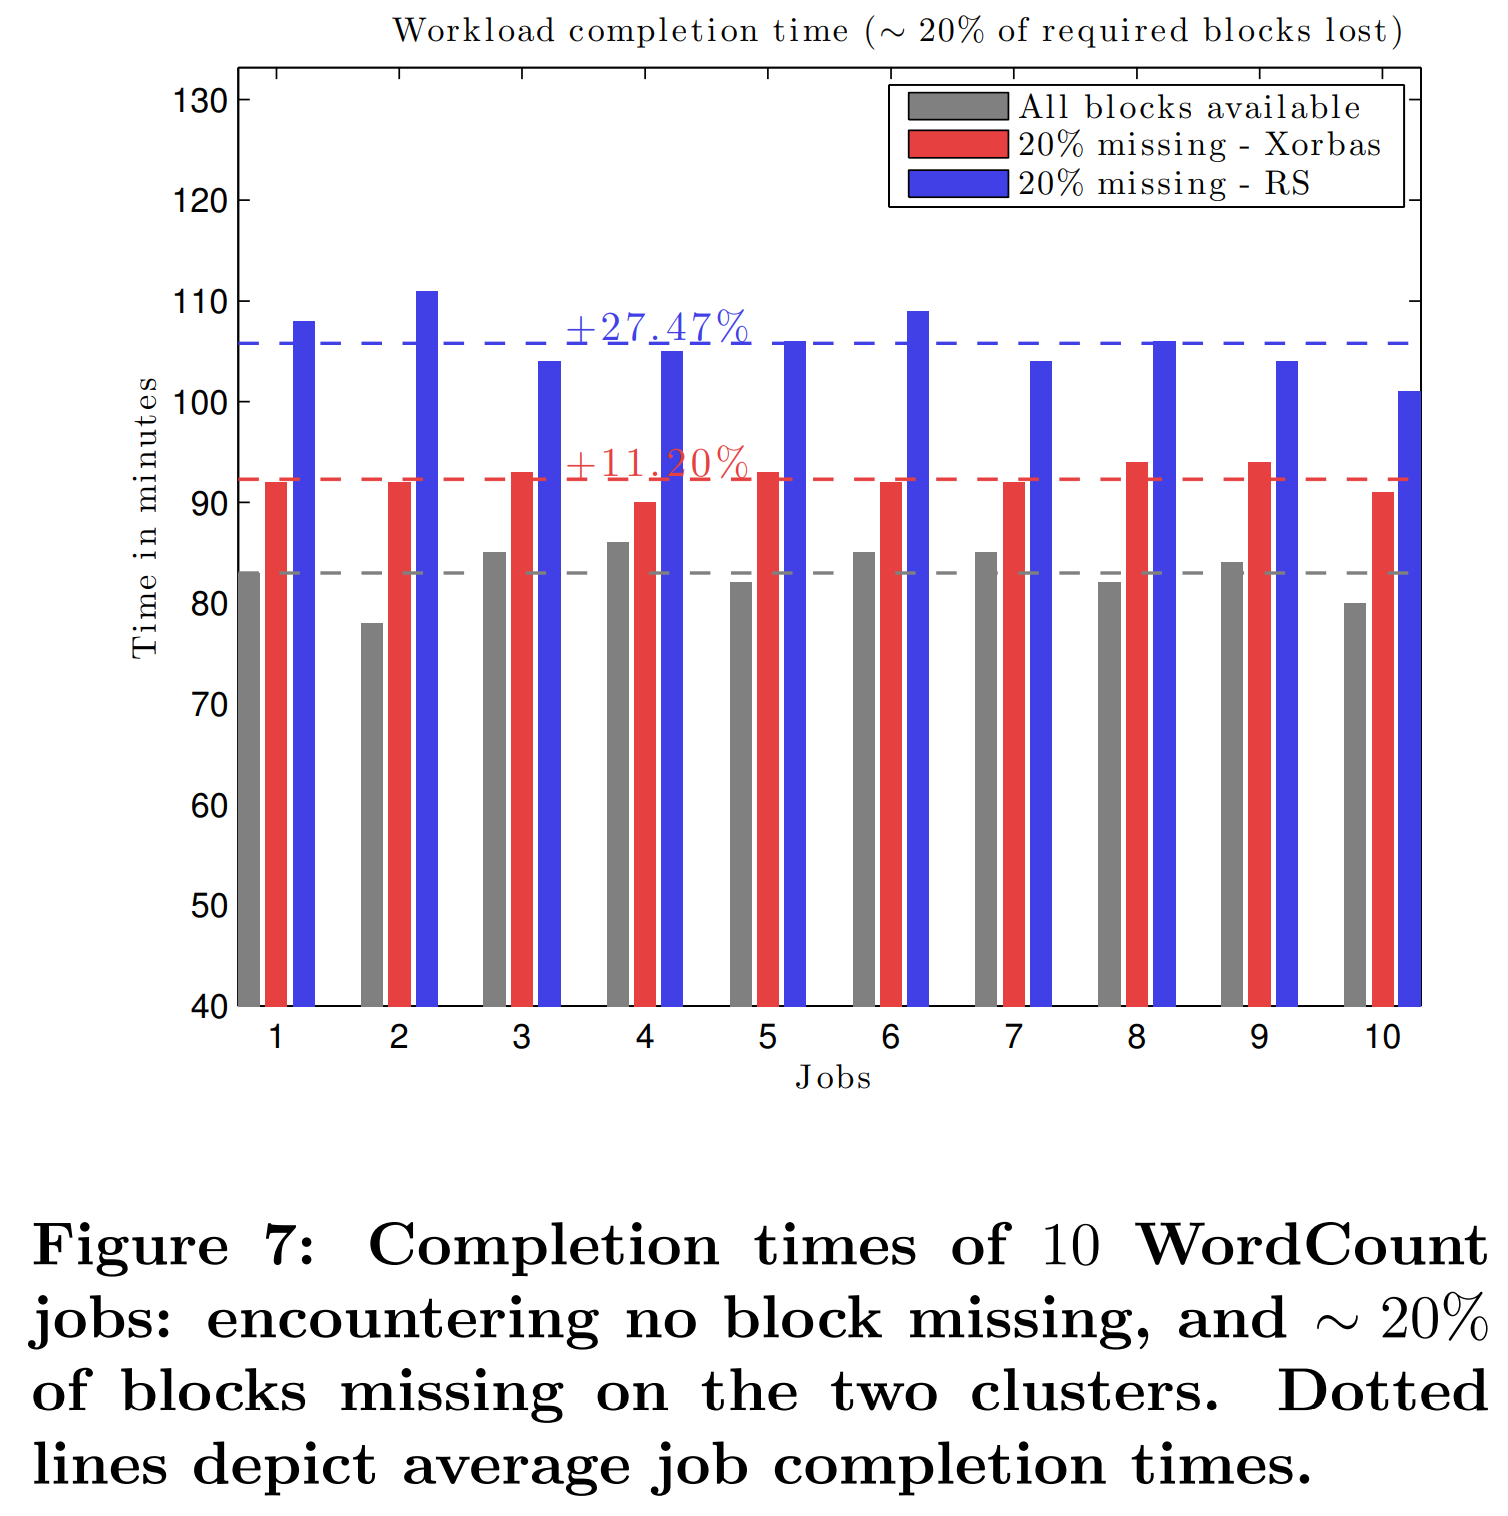 Workload completion time (∼ 20% of required blocks lost)
130
120
110
100
90
80
70
60
50
40
Time in minutes
All blocks available
20% missing - Xorbas
20% missing - RS
+27.47%
+11.20%
1 2 3 4 5 6 7 8 9 10
Jobs
Figure 7: Completion times of 10 WordCount
jobs: encountering no block missing, and ∼ 20%
of blocks missing on the two clusters. Dotted
lines depict average job completion times.